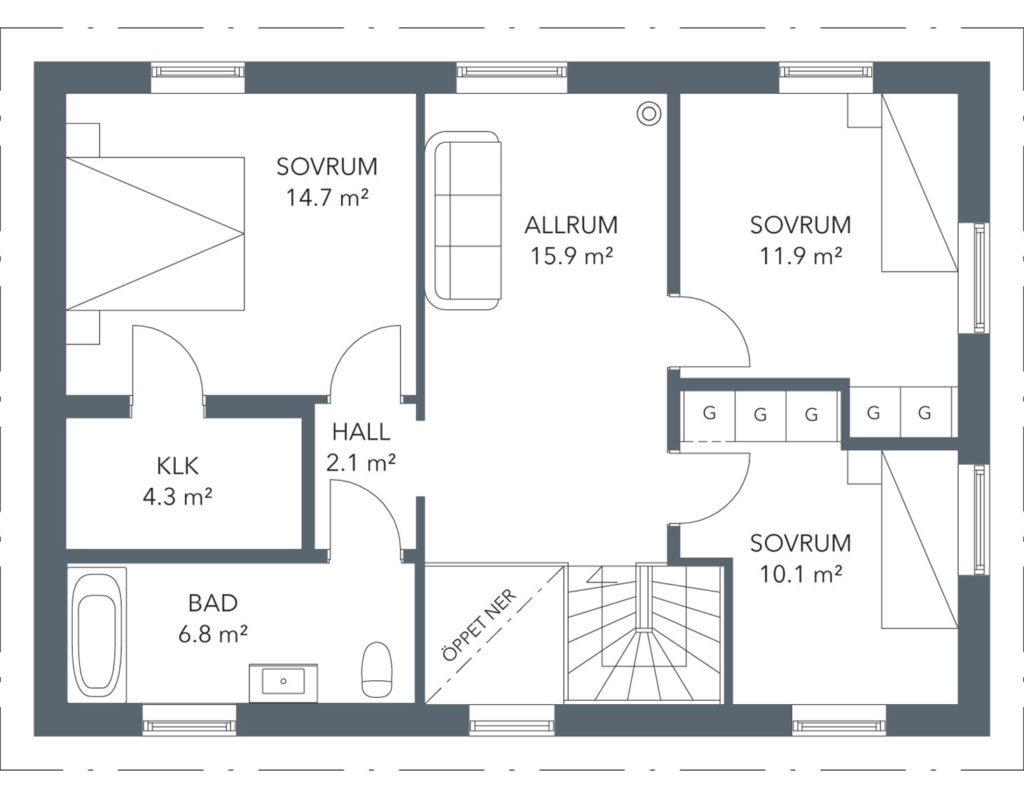 SOVRUM
14.7 m²
ALLRUM
15.9 m²
SOVRUM
11.9 m²
G G G G G
HALL
2.1 m²
KLK
4.3 m²
SOVRUM
10.1 m²
BAD
6.8 m²
ÖPPET NER